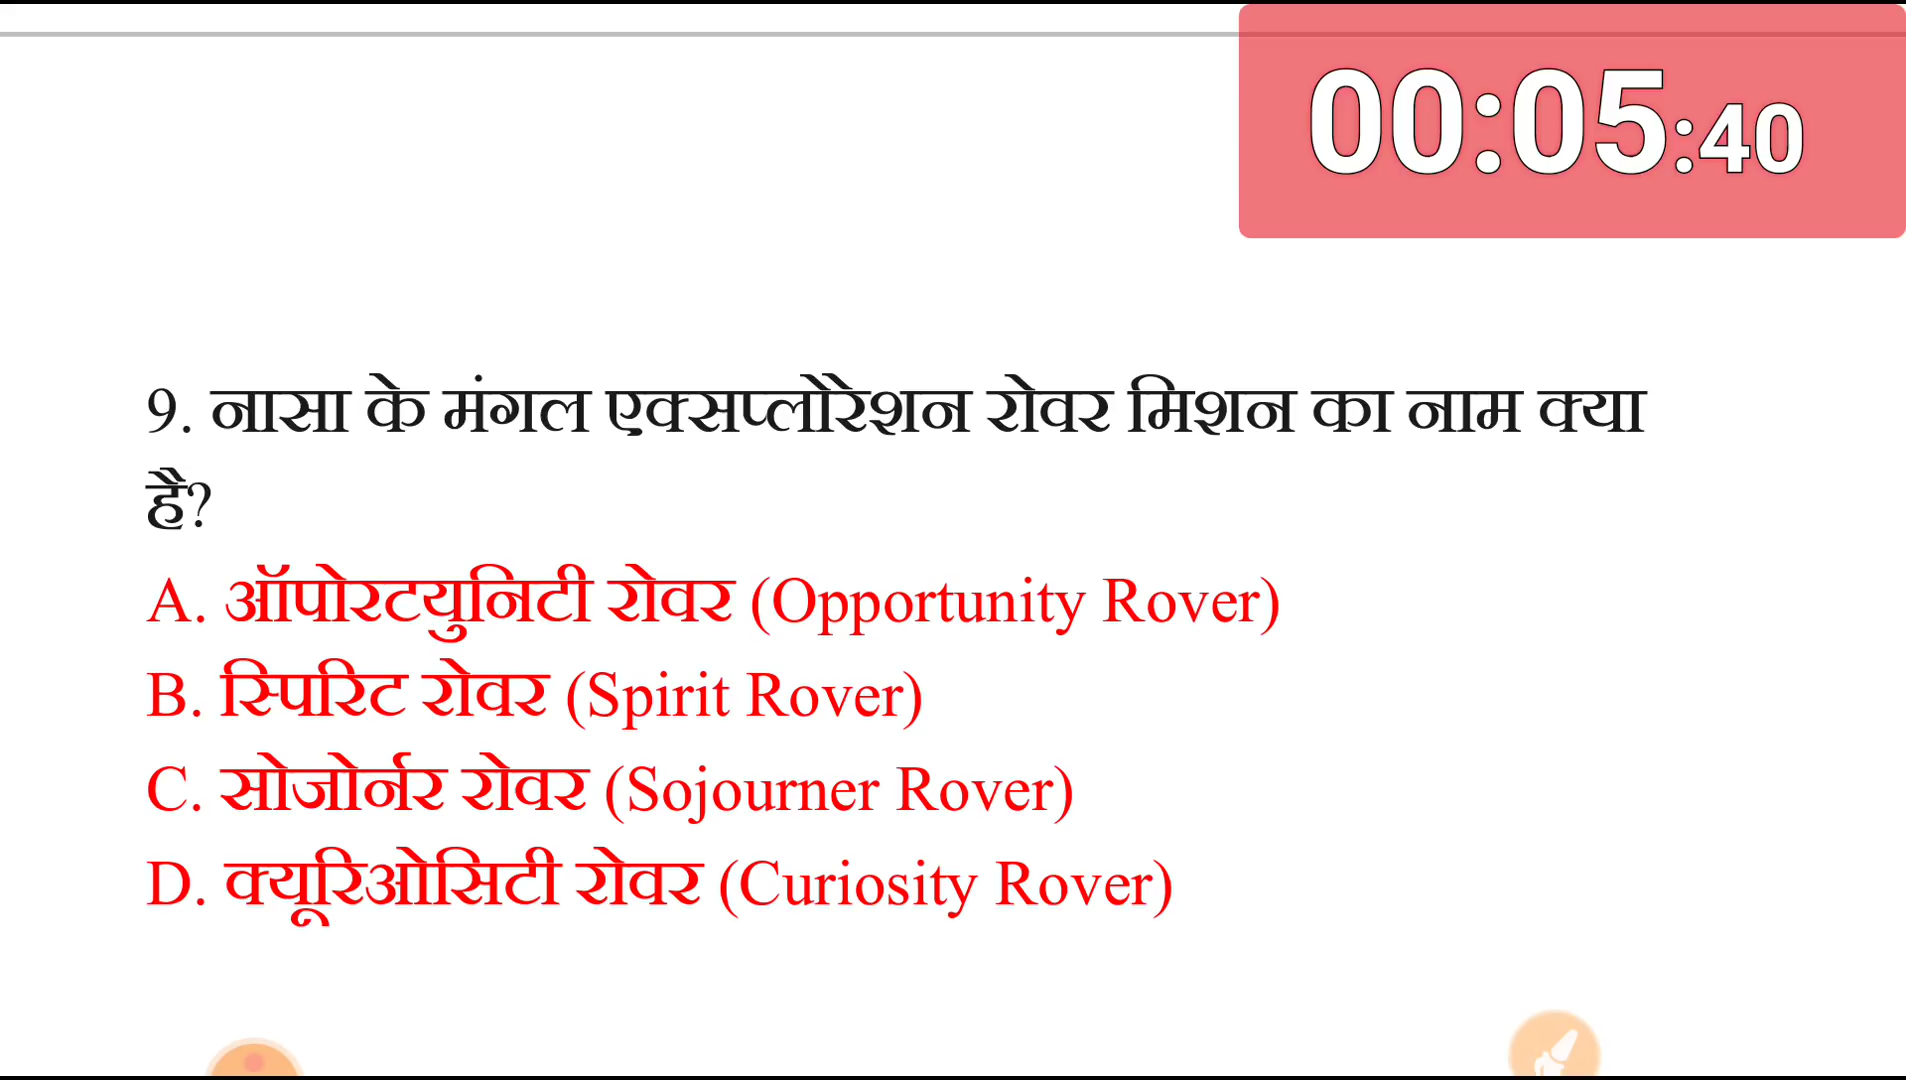 00:05:40
9. नासा के मंगल एक्सप्लोरेशन रोवर मिशन का नाम क्या
है?
A. ऑपोरटयुनिटी रोवर (Opportunity Rover)
B. स्पिरिट रोवर (Spirit Rover)
C. सोजोर्नर रोवर (Sojourner Rover)
D. क्यूरिओसिटी रोवर (Curiosity Rover)